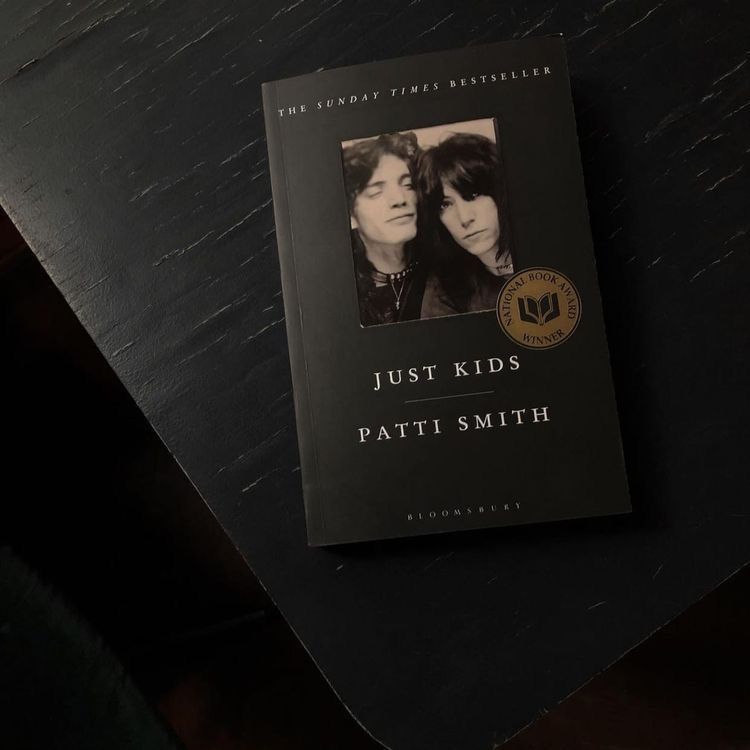 THE SUNDAY TIMES BESTSELLER
NATIONAL BOOK AWARD
WINNER
JUST KIDS
PATTI SMITH
BLOOMSBURY